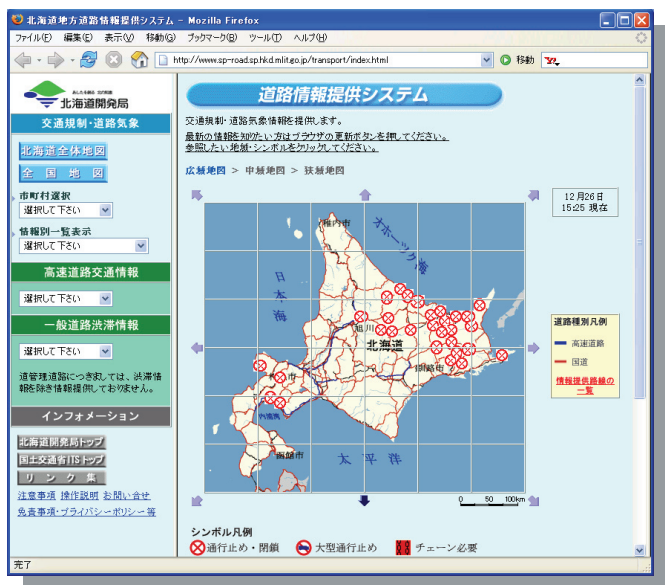 北海道地方道路情報提供システム - Mozilla Firefox
ファイル(F) 編集(E) 表示(V) 移動(G) ブックマーク(B) ツール(T) ヘルプ(H)
http://www.sp-road.sp.hkd.mlit.go.jp/transport/index.html 移動
北海道開発局
交通規制・道路気象
北海道全体地図
全国地図
市町村選択
選択して下さい
情報別一覧表示
選択して下さい
高速道路交通情報
選択して下さい
一般道路渋滞情報
選択して下さい
道管理道路につきましては、渋滞情
報を除き情報提供しておりません。
インフォメーション
北海道開発局トップ
国土交通省ITSトップ
リンク集
注意事項 操作説明 お問い合せ
免責事項・プライバシーポリシー等
道路情報提供システム
交通規制・道路気象情報を提供します。
最新の情報を知りたい方はブラウザの更新ボタンを押してください。
参照したい地域・シンボルをクリックしてください。
広域地図 > 中域地図 > 狭域地図
12月26日
15:25 現在
稚内市
オホーツク海
日本海
旭川
北海道
釧路市
函館市
太平洋
0 50 100km
道路種別凡例
高速道路
国道
情報提供路線の
一覧
シンボル凡例
通行止め・閉鎖 大型通行止め チェーン必要
完了